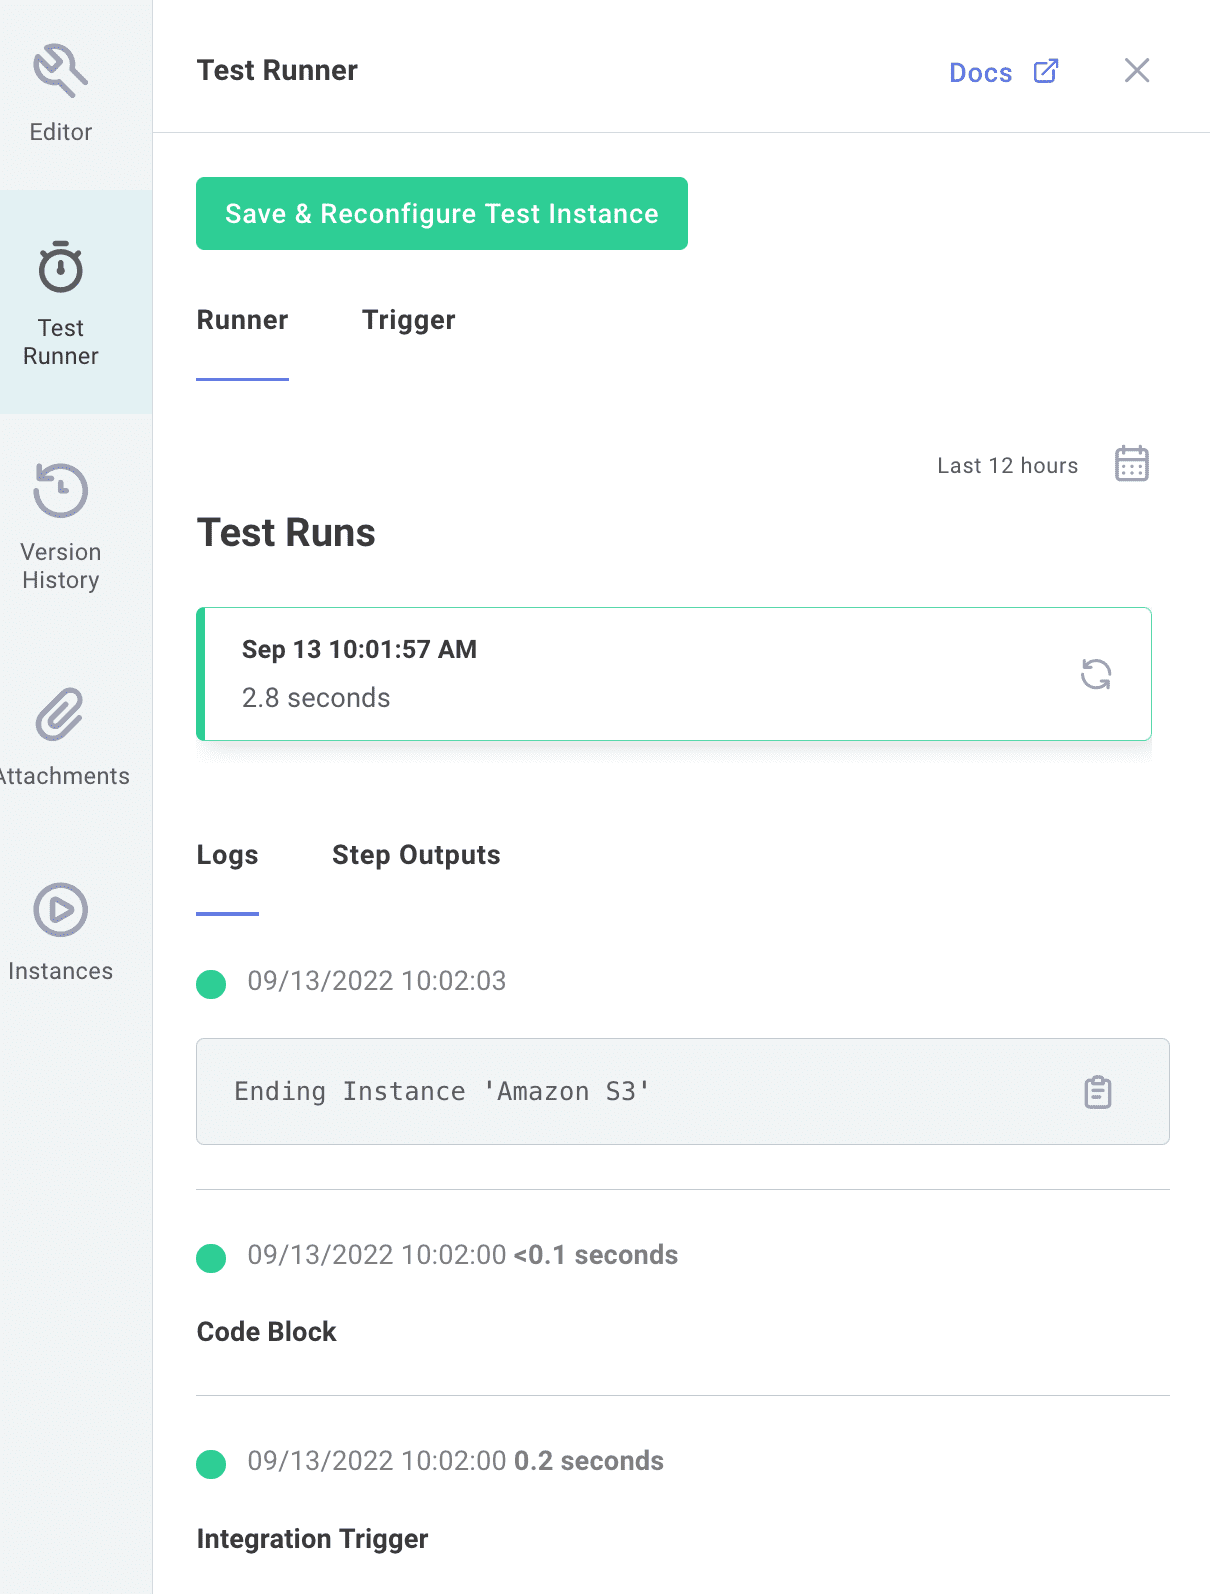 Editor
Test
Runner
Version
History
Attachments
Instances
Test Runner
Docs
Save & Reconfigure Test Instance
Runner
Trigger
Last 12 hours
Test Runs
Sep 13 10:01:57 AM
2.8 seconds
Logs
Step Outputs
09/13/2022 10:02:03
Ending Instance 'Amazon S3'
09/13/2022 10:02:00 <0.1 seconds
Code Block
09/13/2022 10:02:00 0.2 seconds
Integration Trigger